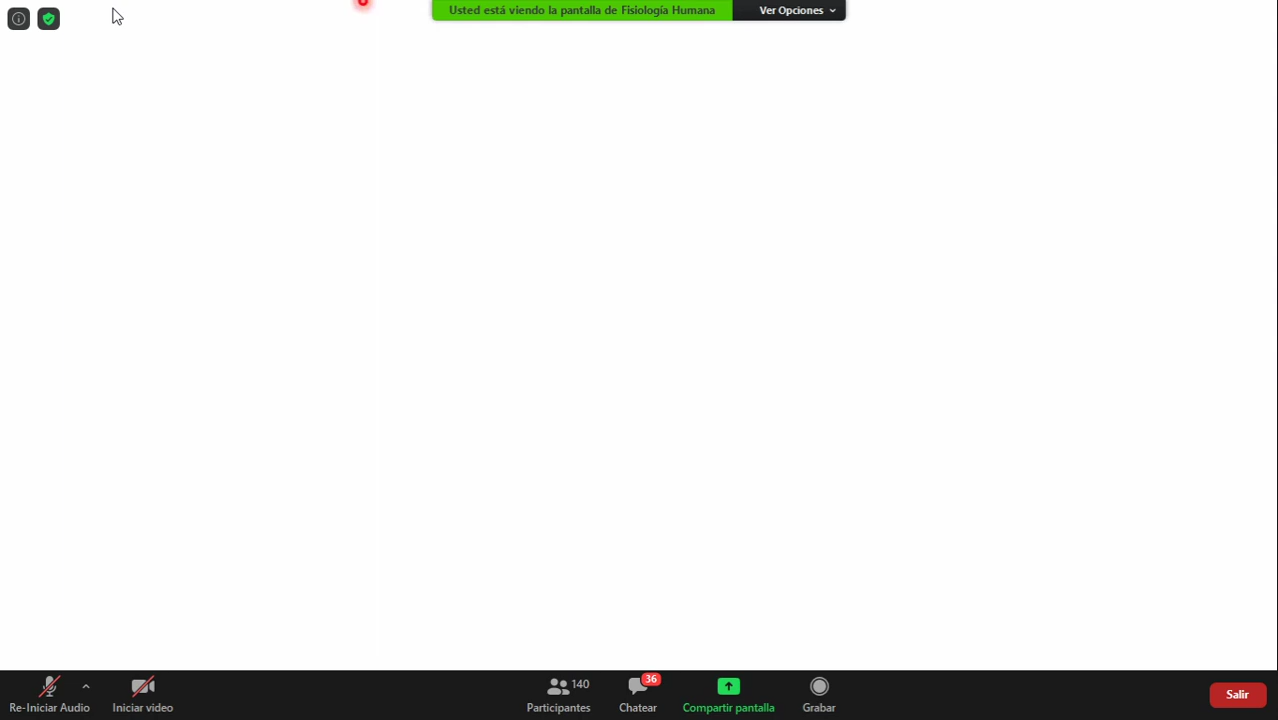 Usted está viendo la pantalla de Fisiología Humana
Ver Opciones
Re-Iniciar Audio
Iniciar video
140
Participantes
36
Chatear
Compartir pantalla
Grabar
Salir